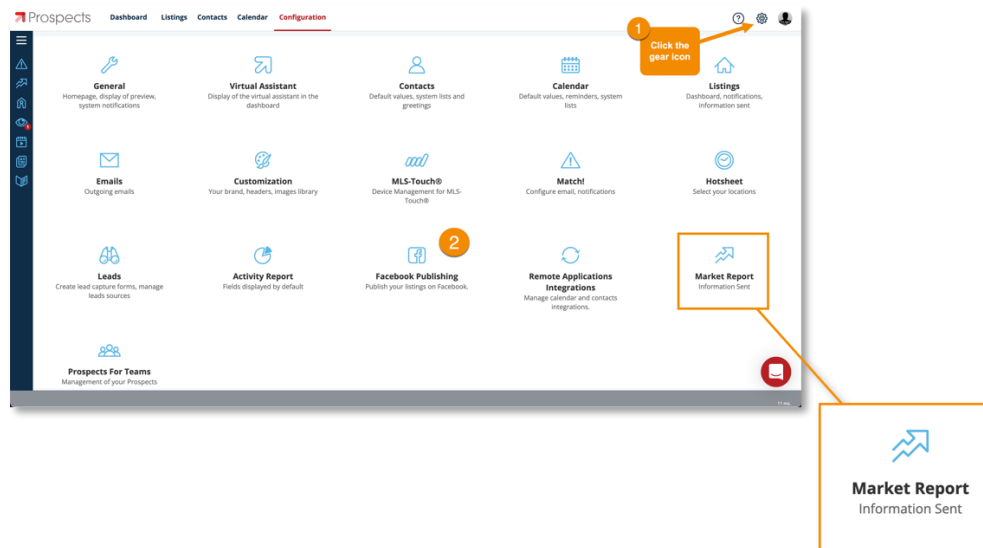 Prospects
Dashboard Listings Contacts Calendar Configuration
1
Click the
gear icon
General
Homepage, display of preview,
system notifications
Virtual Assistant
Display of the virtual assistant in the
dashboard
Contacts
Default values, system lists and
greetings
Calendar
Default values, reminders, system
lists
Listings
Dashboard, notifications,
information sent
Emails
Outgoing emails
Customization
Your brand, headers, images library
MLS-Touch®
Device Management for MLS-
Touch®
Match!
Configure email, notifications
Hotsheet
Select your locations
Leads
Create lead capture forms, manage
leads sources
Activity Report
Fields displayed by default
2
Facebook Publishing
Publish your listings on Facebook.
Remote Applications
Integrations
Manage calendar and contacts
integrations.
Market Report
Information Sent
Prospects For Teams
Management of your Prospects
Market Report
Information Sent